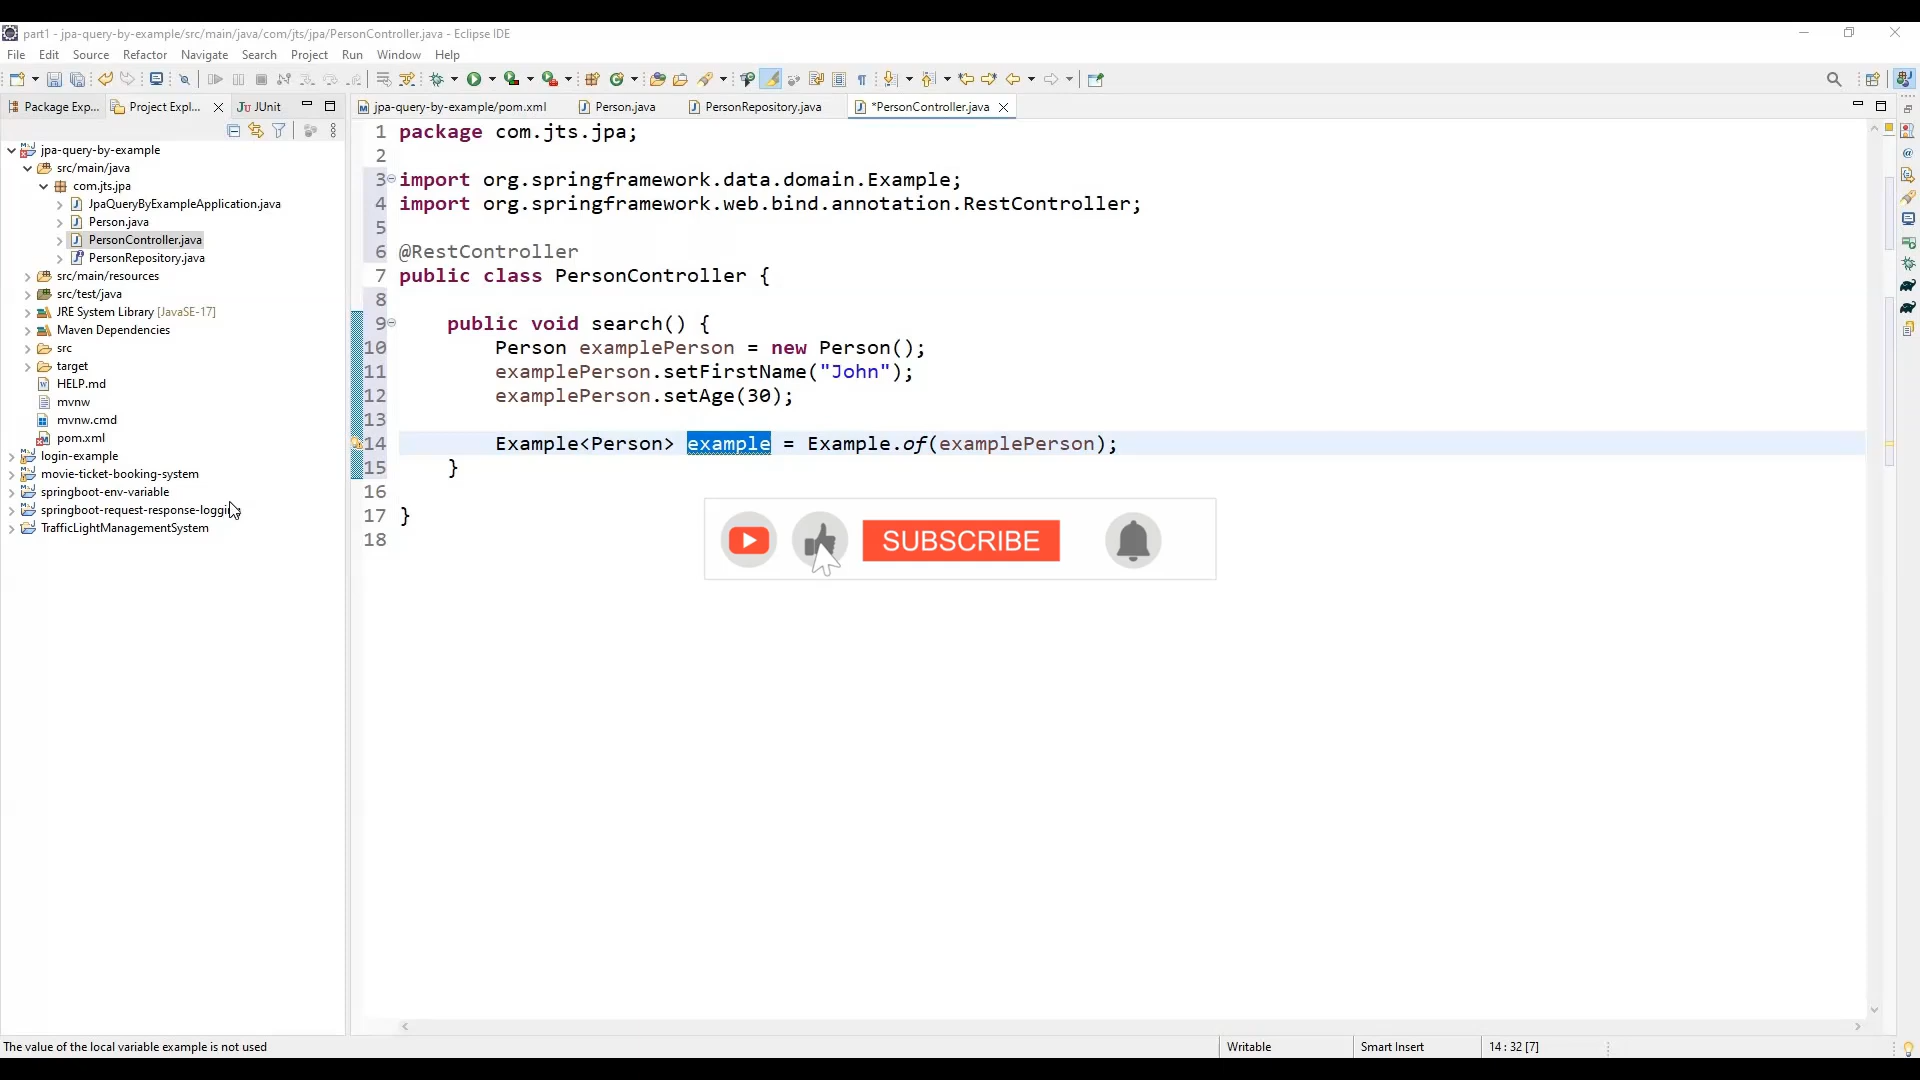 part1 - jpa-query-by-example/src/main/java/com/jts/jpa/PersonController.java - Eclipse IDE
File Edit Source Refactor Navigate Search Project Run Window Help
Package Exp... Project Expl... JUnit
jpa-query-by-example/pom.xml Person.java PersonRepository.java *PersonController.java
jpa-query-by-example
src/main/java
com.jts.jpa
JpaQueryByExampleApplication.java
Person.java
PersonController.java
PersonRepository.java
src/main/resources
src/test/java
JRE System Library [JavaSE-17]
Maven Dependencies
src
target
HELP.md
mvnw
mvnw.cmd
pom.xml
login-example
movie-ticket-booking-system
springboot-env-variable
springboot-request-response-logging
TrafficLightManagementSystem
1 package com.jts.jpa;
2
3 import org.springframework.data.domain.Example;
4 import org.springframework.web.bind.annotation.RestController;
5
6 @RestController
7 public class PersonController {
8
9 public void search() {
10 Person examplePerson = new Person();
11 examplePerson.setFirstName("John");
12 examplePerson.setAge(30);
13
14 Example<Person> example = Example.of(examplePerson);
15 }
16
17 }
18
SUBSCRIBE
The value of the local variable example is not used Writable Smart Insert 14 : 32 [7]